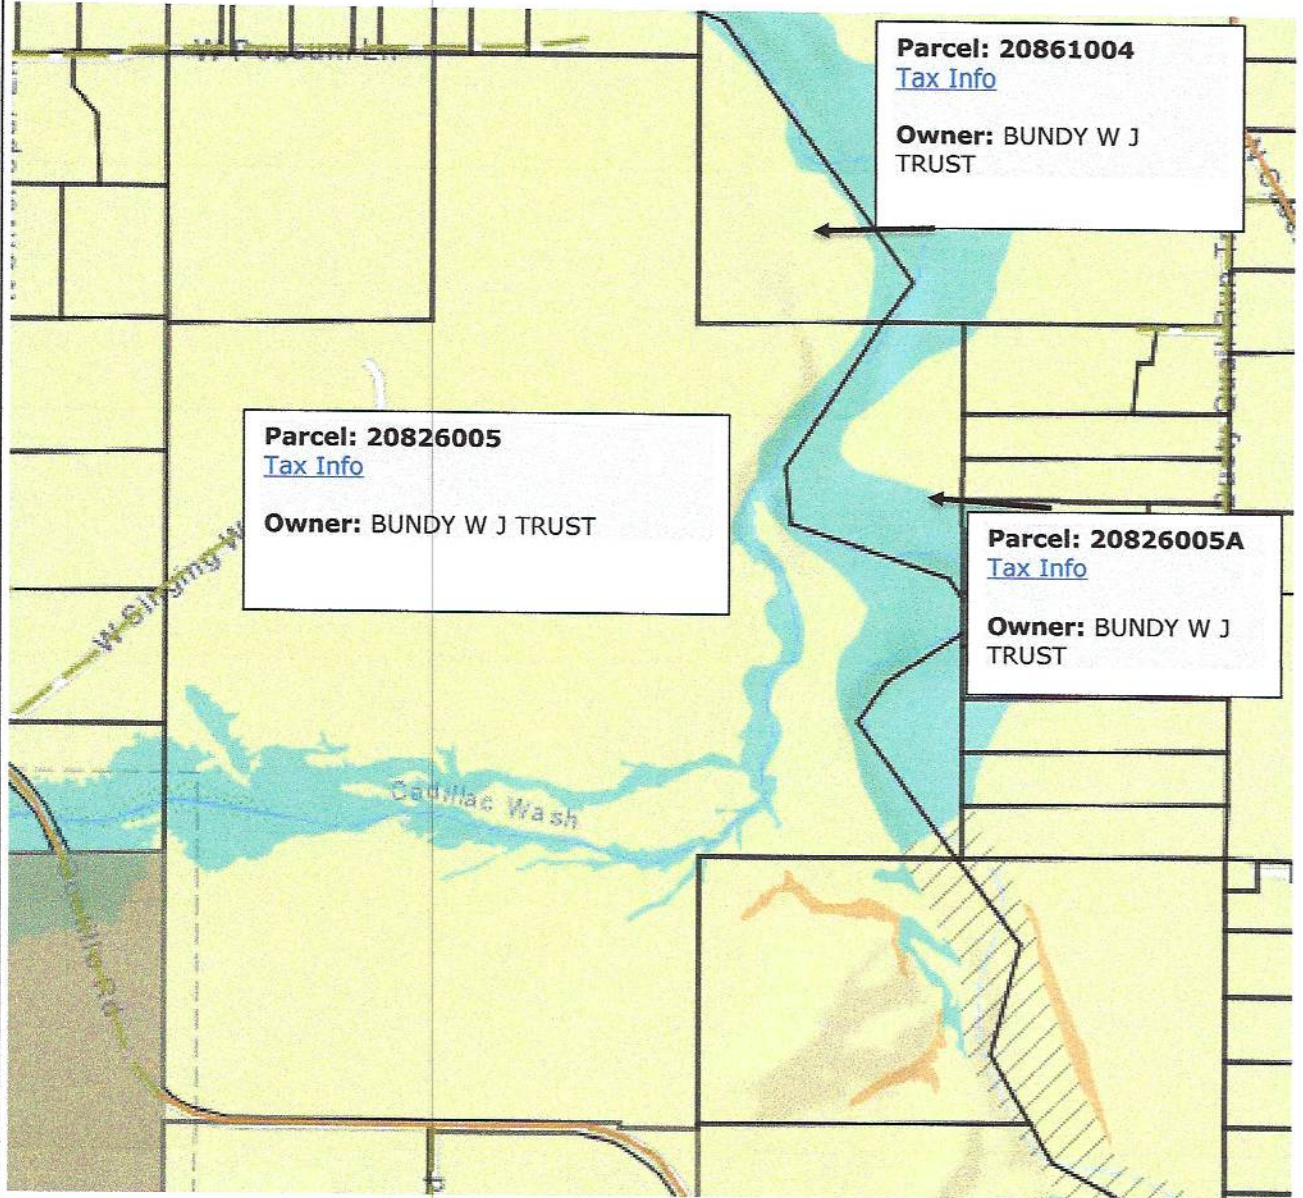 Parcel: 20861004
Tax Info
Owner: BUNDY W J
TRUST
Parcel: 20826005
Tax Info
Owner: BUNDY W J TRUST
W Singing W
Parcel: 20826005A
Tax Info
Owner: BUNDY W J
TRUST
Cadillac Wash